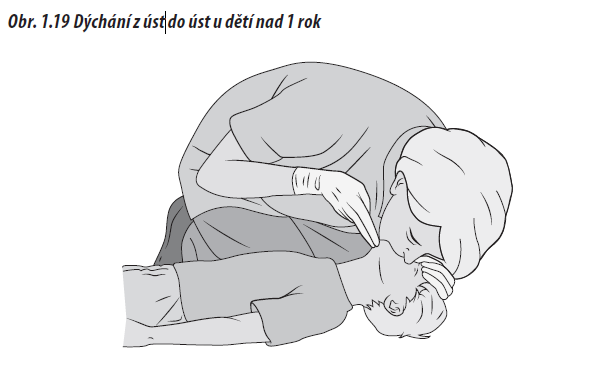 Obr. 1.19 Dýchání z úst do úst u dětí nad 1 rok